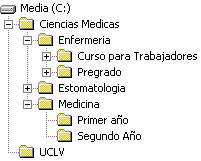 Media (C:)
Ciencias Medicas
Enfermeria
Curso para Trabajadores
Pregrado
Estomatologia
Medicina
Primer año
Segundo Año
UCLV